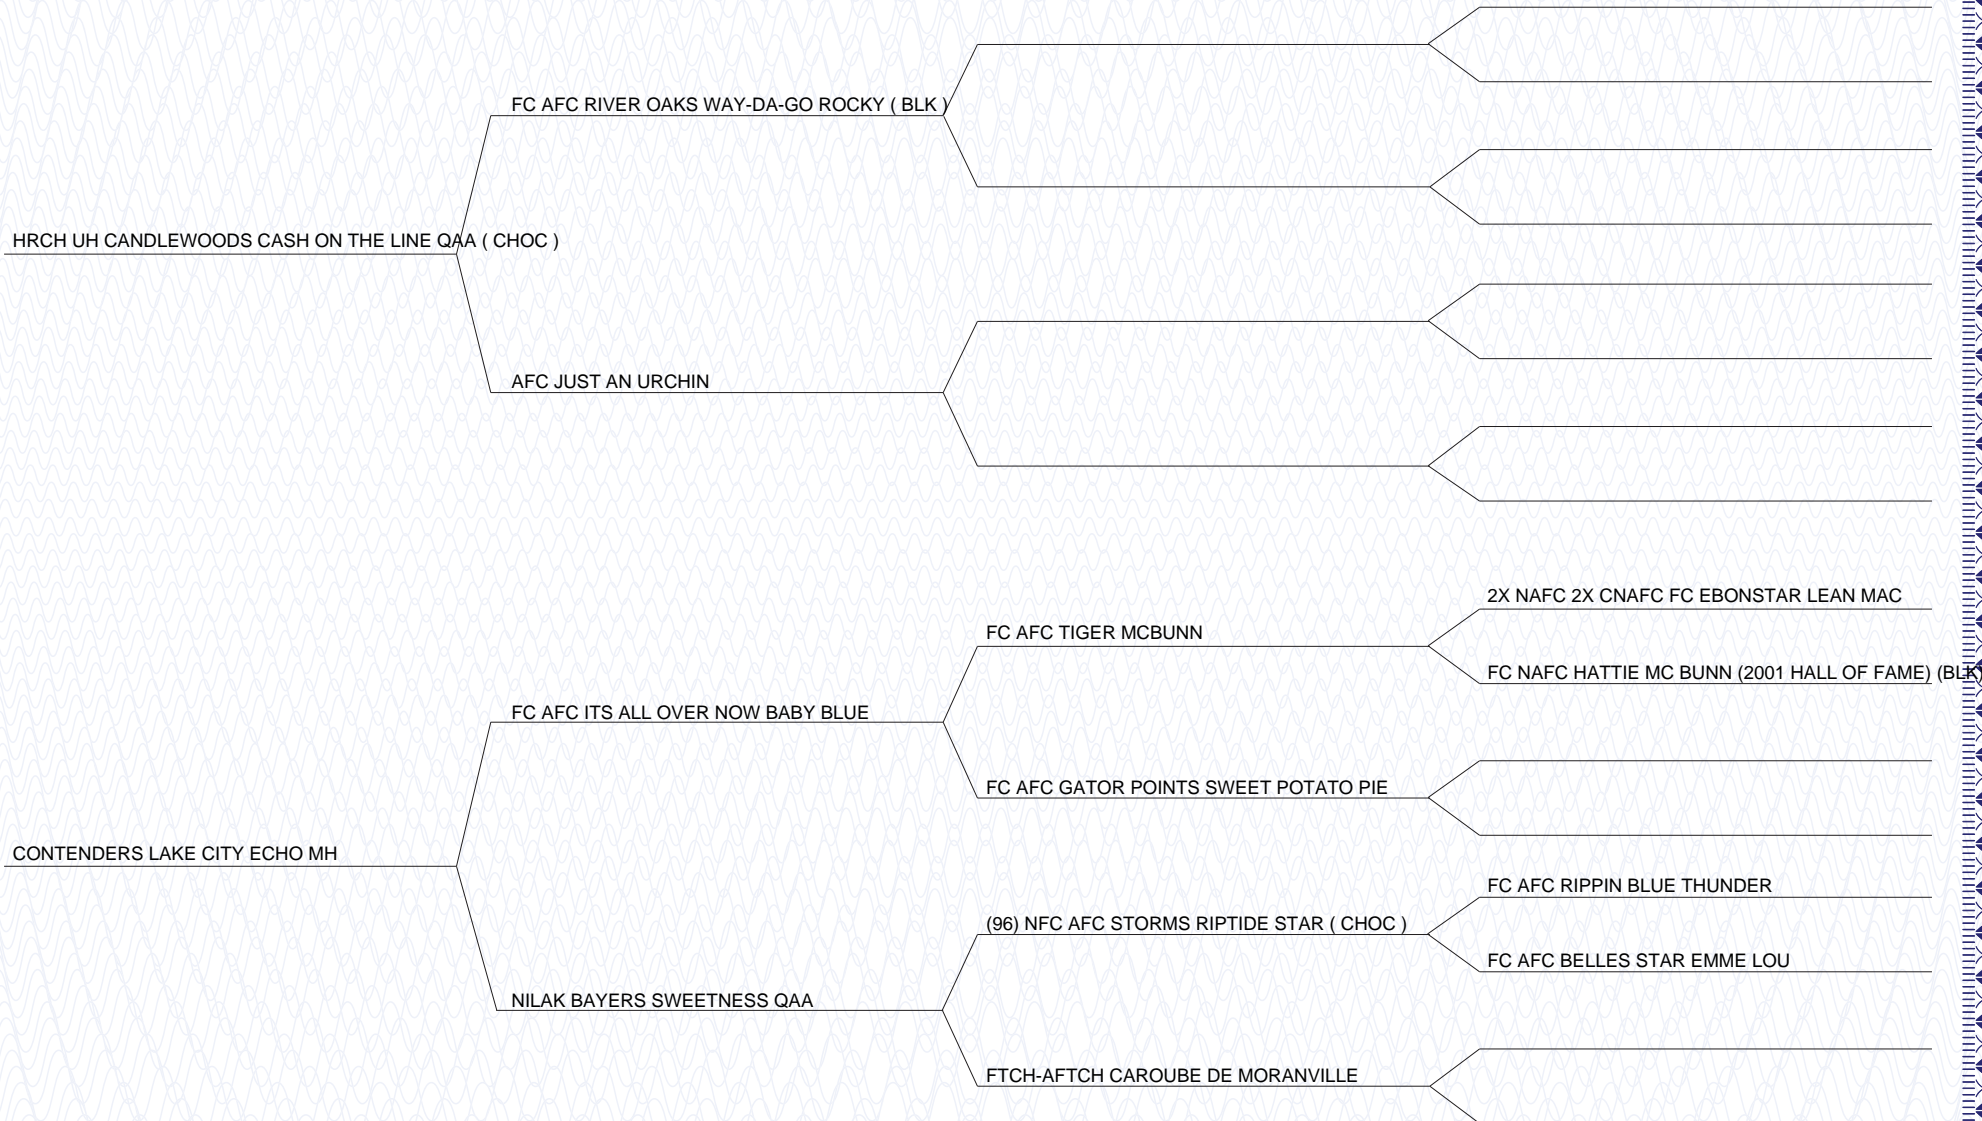 FC AFC RIVER OAKS WAY-DA-GO ROCKY ( BLK )
HRCH UH CANDLEWOODS CASH ON THE LINE QAA ( CHOC )
AFC JUST AN URCHIN
2X NAFC 2X CNAFC FC EBONSTAR LEAN MAC
FC AFC TIGER MCBUNN
FC NAFC HATTIE MC BUNN (2001 HALL OF FAME) (BLK)
FC AFC ITS ALL OVER NOW BABY BLUE
FC AFC GATOR POINTS SWEET POTATO PIE
CONTENDERS LAKE CITY ECHO MH
FC AFC RIPPIN BLUE THUNDER
(96) NFC AFC STORMS RIPTIDE STAR ( CHOC )
FC AFC BELLES STAR EMME LOU
NILAK BAYERS SWEETNESS QAA
FTCH-AFTCH CAROUBE DE MORANVILLE